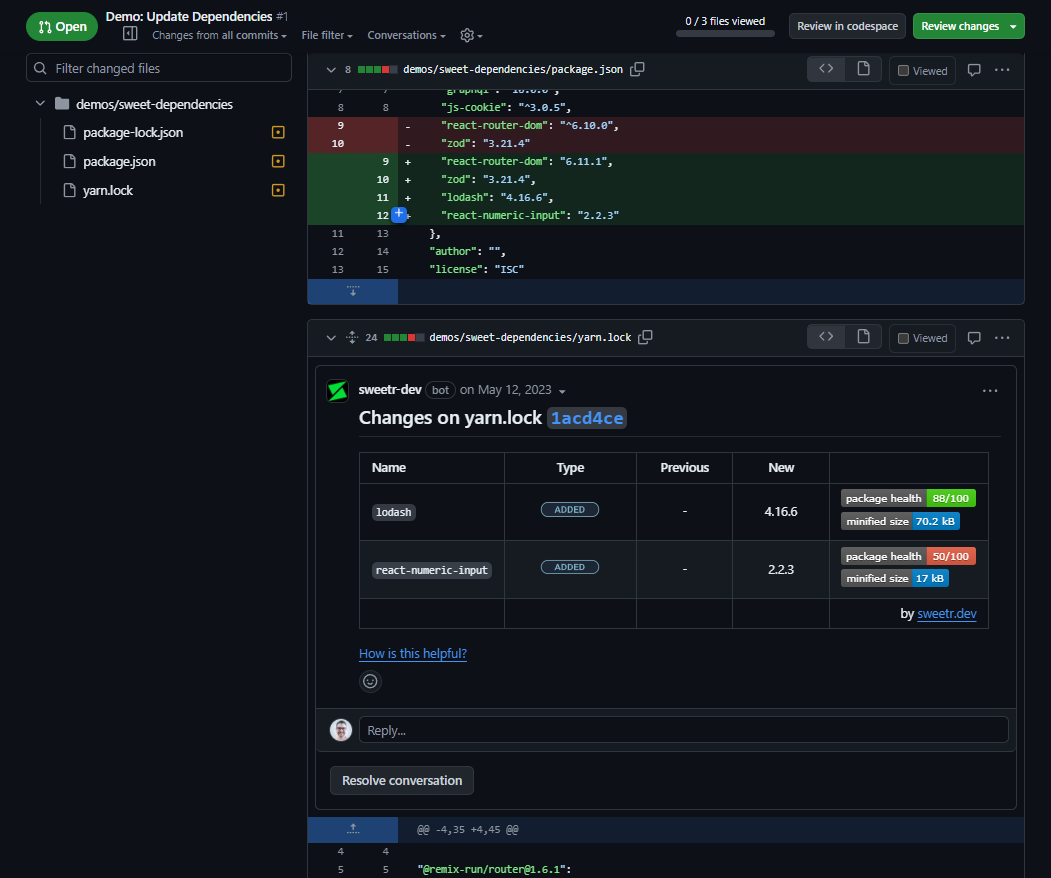 Open
Demo: Update Dependencies #1
Changes from all commits
File filter
Conversations
0 / 3 files viewed
Review in codespace
Review changes
Filter changed files
demos/sweet-dependencies
package-lock.json
package.json
yarn.lock
8 demos/sweet-dependencies/package.json
Viewed
8 8 "js-cookie": "^3.0.5",
9 - "react-router-dom": "^6.10.0",
10 - "zod": "3.21.4"
9 + "react-router-dom": "6.11.1",
10 + "zod": "3.21.4",
11 + "lodash": "4.16.6",
12 + "react-numeric-input": "2.2.3"
11 13 },
12 14 "author": "",
13 15 "license": "ISC"
24 demos/sweet-dependencies/yarn.lock
Viewed
sweetr-dev bot on May 12, 2023
Changes on yarn.lock 1acd4ce
Name Type Previous New
lodash ADDED - 4.16.6
package health 88/100
minified size 70.2 kB
react-numeric-input ADDED - 2.2.3
package health 50/100
minified size 17 kB
by sweetr.dev
How is this helpful?
Reply...
Resolve conversation
@@ -4,35 +4,45 @@
4 4
5 5 "@remix-run/router@1.6.1":